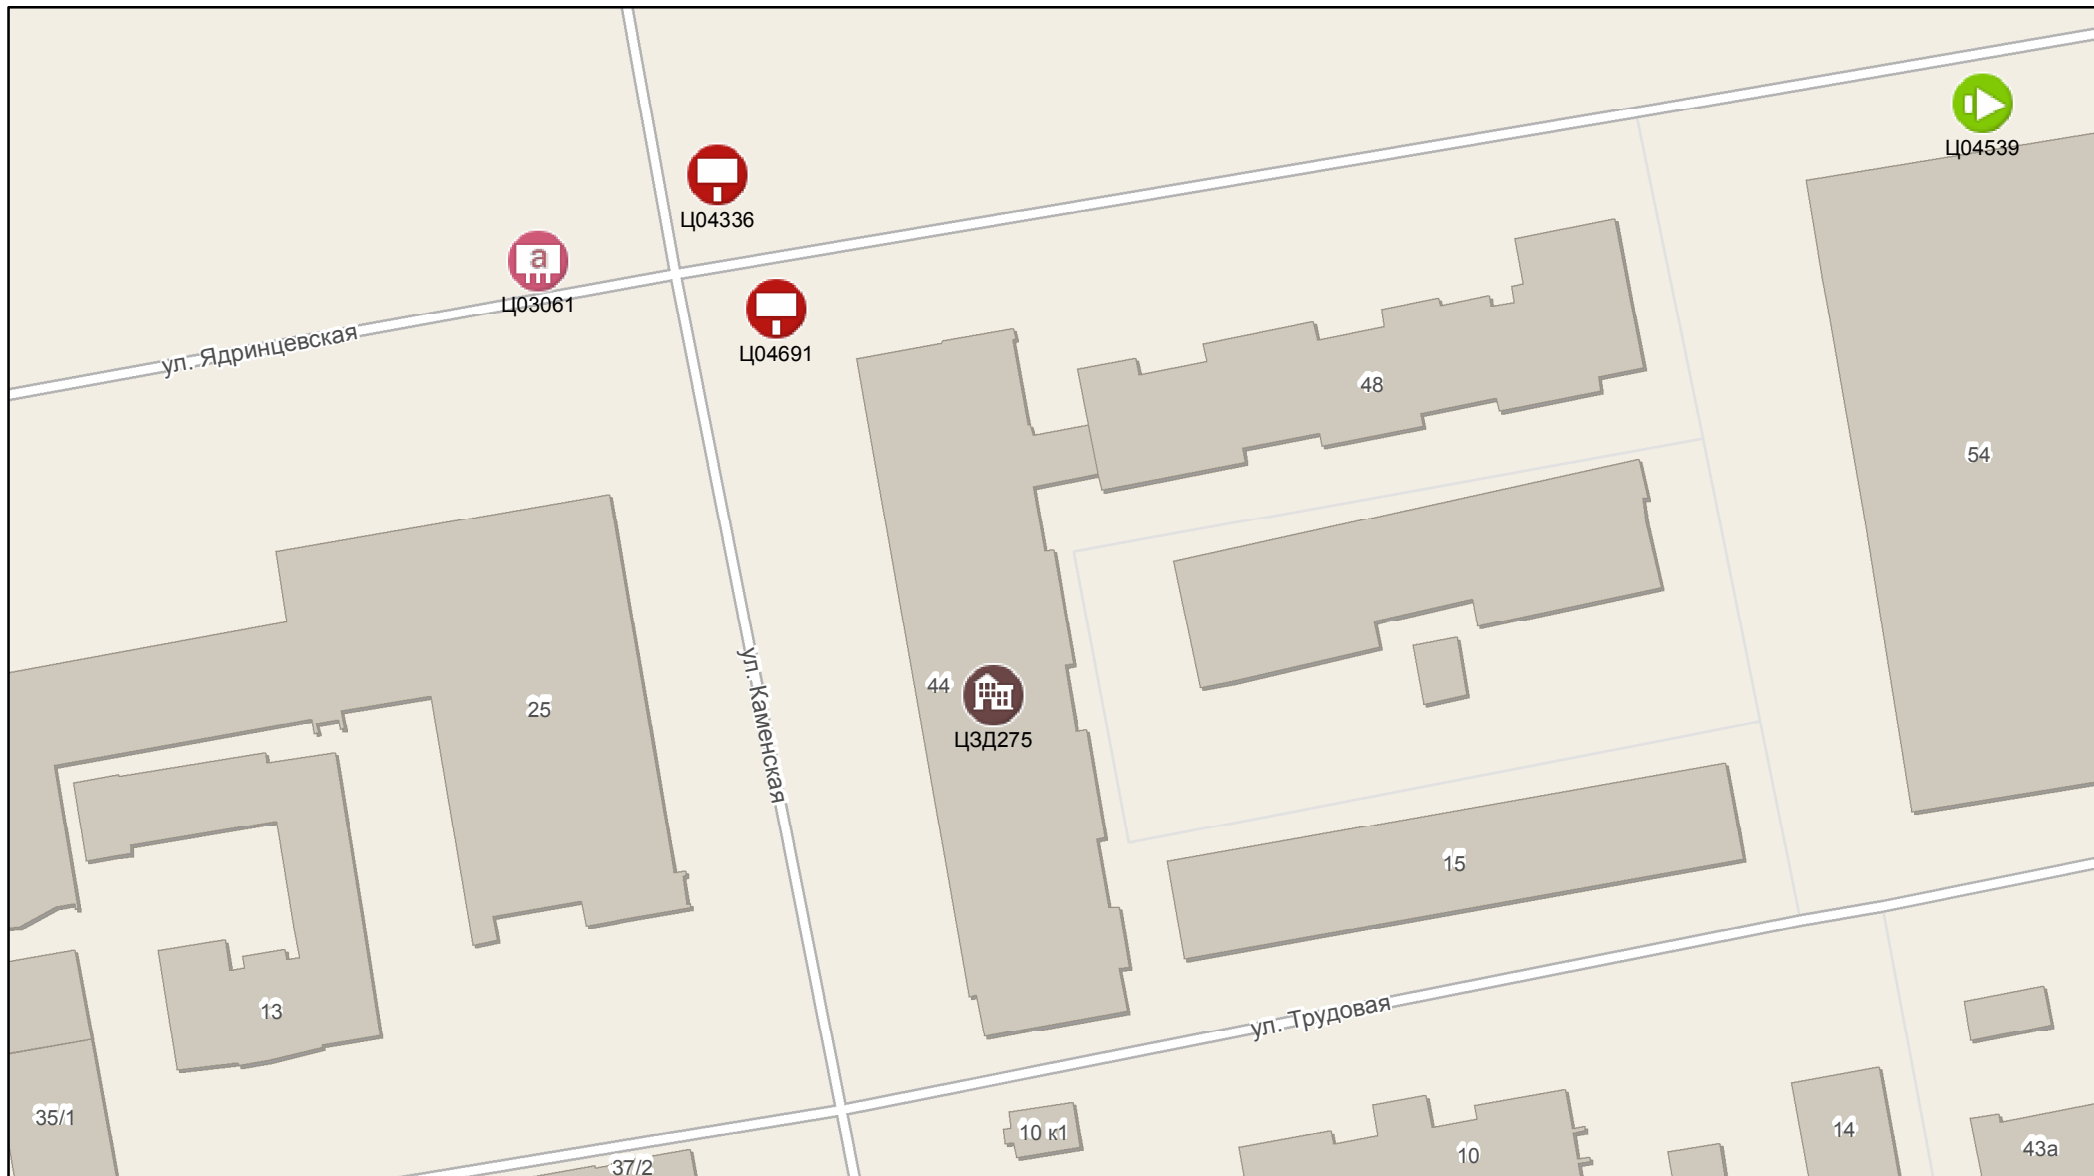 Ц04539
Ц04336
a
Ц03061
Ц04691
ул. Ядринцевская
48
54
44
ЦЗД275
25
ул. Каменская
15
13
ул. Трудовая
35/1
10 к1
10
14
43а
37/2